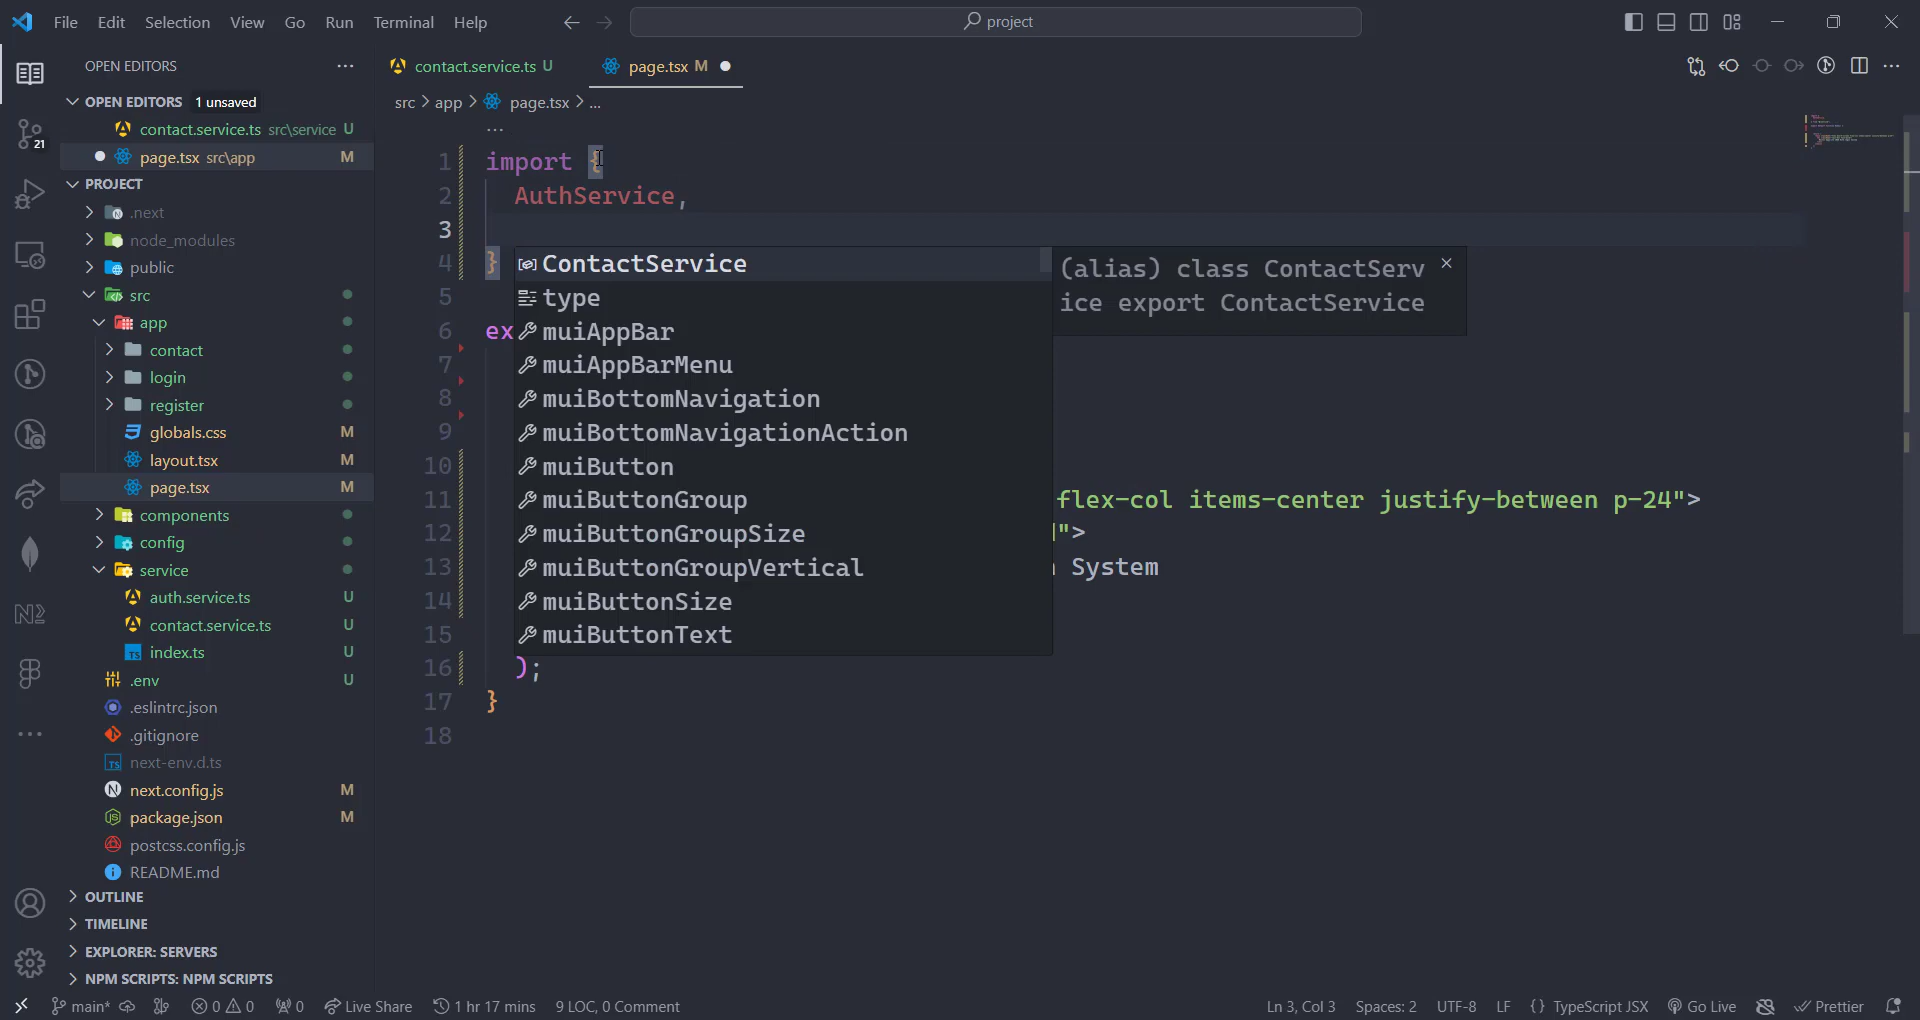 File Edit Selection View Go Run Terminal Help
project
OPEN EDITORS
OPEN EDITORS 1 unsaved
contact.service.ts src\service U
page.tsx src\app M
PROJECT
.next
node_modules
public
src
app
contact
login
register
globals.css M
layout.tsx M
page.tsx M
components
config
service
auth.service.ts U
contact.service.ts U
index.ts U
.env U
.eslintrc.json
.gitignore
next-env.d.ts
next.config.js M
package.json M
postcss.config.js
README.md
OUTLINE
TIMELINE
EXPLORER: SERVERS
NPM SCRIPTS: NPM SCRIPTS
21
contact.service.ts U
page.tsx M
src > app > page.tsx > ...
...
1 import {
2 AuthService,
3
4 }
5
6 ex
7
8
9
10
11 flex-col items-center justify-between p-24">
12 ">
13 System
14
15
16 );
17 }
18
ContactService
type
muiAppBar
muiAppBarMenu
muiBottomNavigation
muiBottomNavigationAction
muiButton
muiButtonGroup
muiButtonGroupSize
muiButtonGroupVertical
muiButtonSize
muiButtonText
(alias) class ContactServ
ice export ContactService
main* 0 0 0 Live Share 1 hr 17 mins 9 LOC, 0 Comment Ln 3, Col 3 Spaces: 2 UTF-8 LF {} TypeScript JSX Go Live Prettier